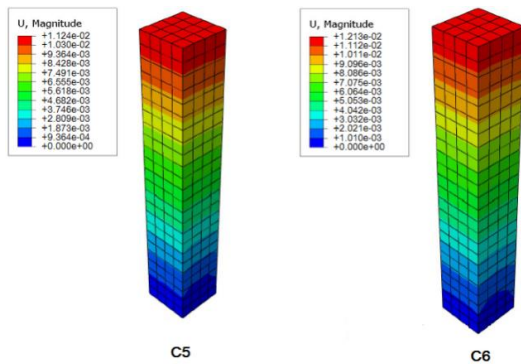 U, Magnitude
+1.124e-02
+1.030e-02
+9.364e-03
+8.428e-03
+7.491e-03
+6.555e-03
+5.618e-03
+4.682e-03
+3.746e-03
+2.809e-03
+1.873e-03
+9.364e-04
+0.000e+00
C5
U, Magnitude
+1.213e-02
+1.112e-02
+1.011e-02
+9.096e-03
+8.086e-03
+7.075e-03
+6.064e-03
+5.053e-03
+4.042e-03
+3.032e-03
+2.021e-03
+1.010e-03
+0.000e+00
C6